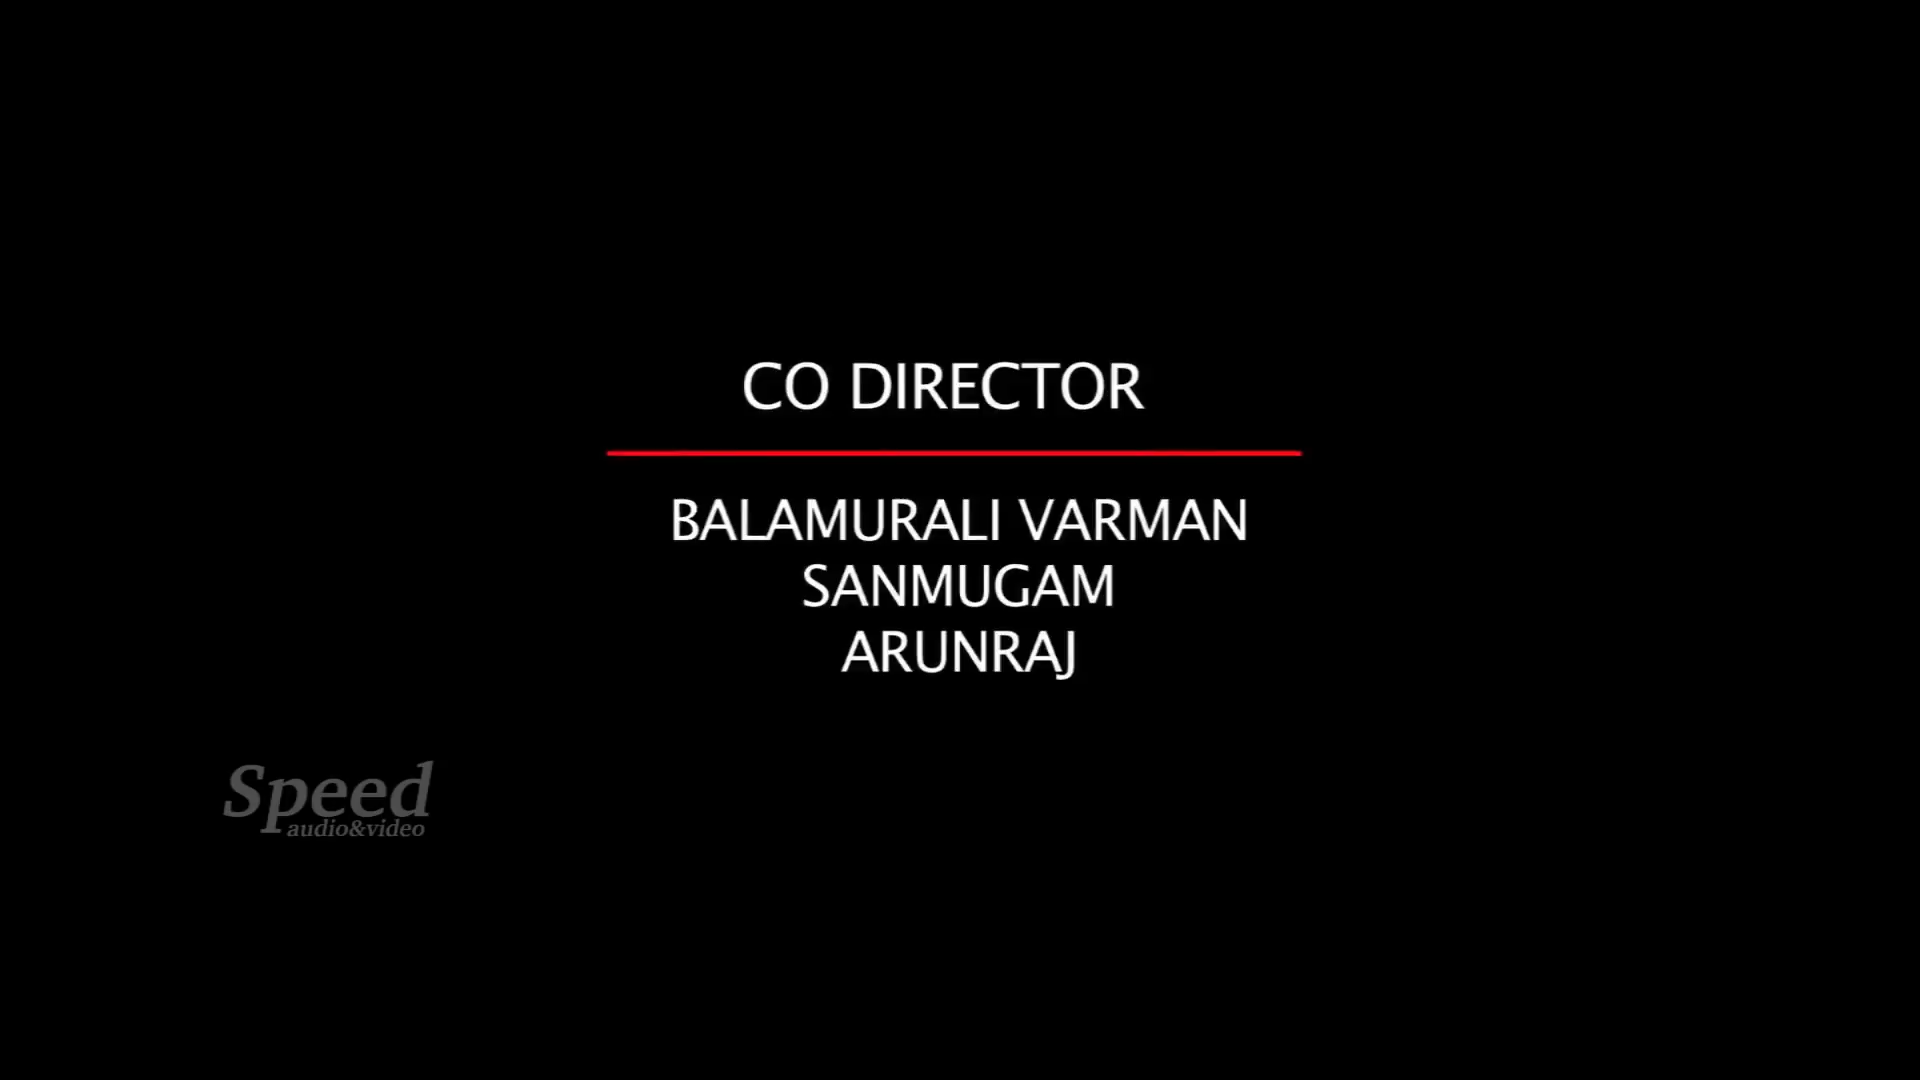 CO DIRECTOR
BALAMURALI VARMAN
SANMUGAM
ARUNRAJ
Speed
audio&video